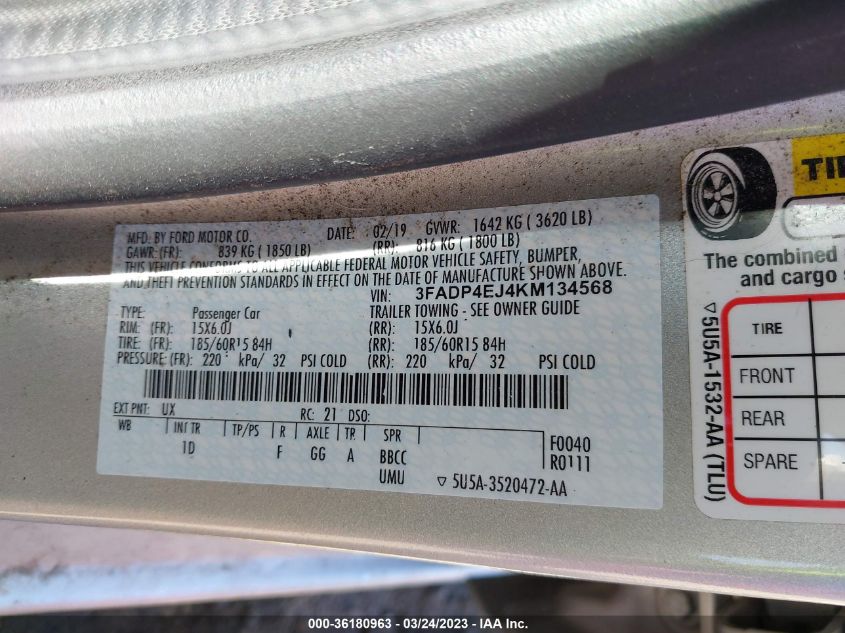 MFD. BY FORD MOTOR CO. DATE: 02/19 GVWR: 1642 KG ( 3620 LB)
GAWR: (FR): 839 KG ( 1850 LB) (RR): 816 KG ( 1800 LB)
THIS VEHICLE CONFORMS TO ALL APPLICABLE FEDERAL MOTOR VEHICLE SAFETY, BUMPER,
AND THEFT PREVENTION STANDARDS IN EFFECT ON THE DATE OF MANUFACTURE SHOWN ABOVE.
VIN: 3FADP4EJ4KM134568
TYPE: Passenger Car TRAILER TOWING - SEE OWNER GUIDE
RIM: (FR): 15X6.0J (RR): 15X6.0J
TIRE: (FR): 185/60R15 84H (RR): 185/60R15 84H
PRESSURE: (FR): 220 kPa/ 32 PSI COLD (RR): 220 kPa/ 32 PSI COLD
EXT PNT: UX RC: 21 DSO:
WB INT TR TP/PS R AXLE TR SPR F0040
1D F GG A BBCC R0111
UMU ▽ 5U5A-3520472-AA
The combined
and cargo
TIRE
FRONT
REAR
SPARE
▽5U5A-1532-AA (TLU)
000-36180963 - 03/24/2023 - IAA Inc.